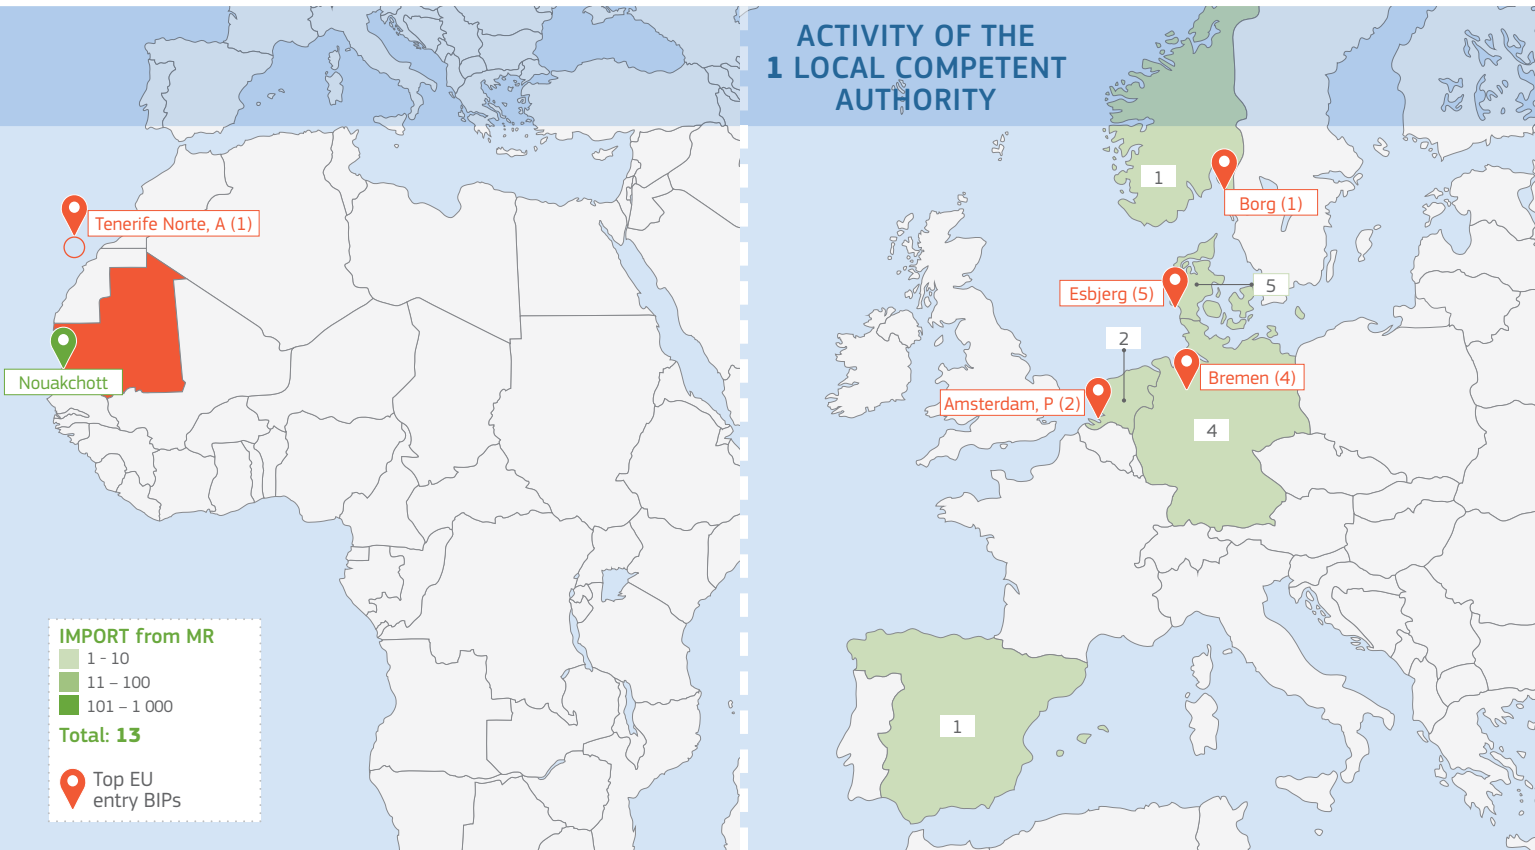 ACTIVITY OF THE
1 LOCAL COMPETENT
AUTHORITY
Tenerife Norte, A (1)
Nouakchott
IMPORT from MR
1 - 10
11 – 100
101 – 1 000
Total: 13
Top EU
entry BIPs
1
Borg (1)
Esbjerg (5)
5
2
Bremen (4)
Amsterdam, P (2)
4
1